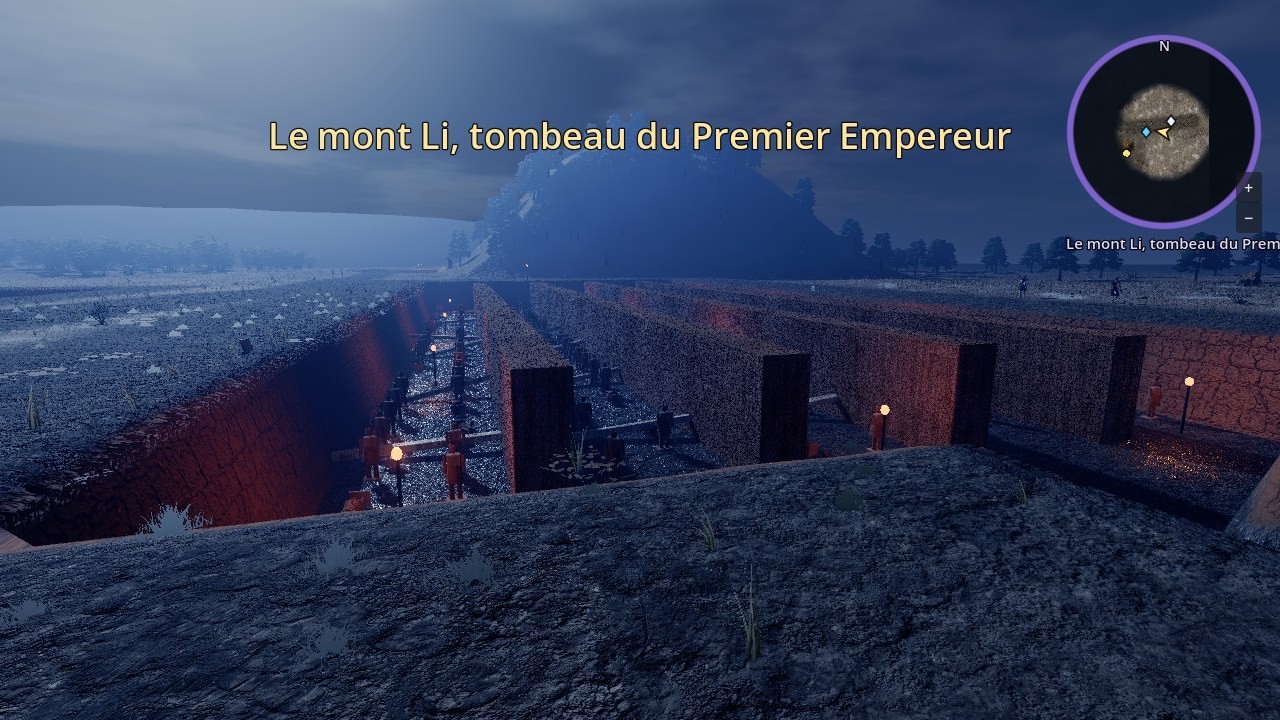 Le mont Li, tombeau du Premier Empereur
N
+
−
Le mont Li, tombeau du Prem